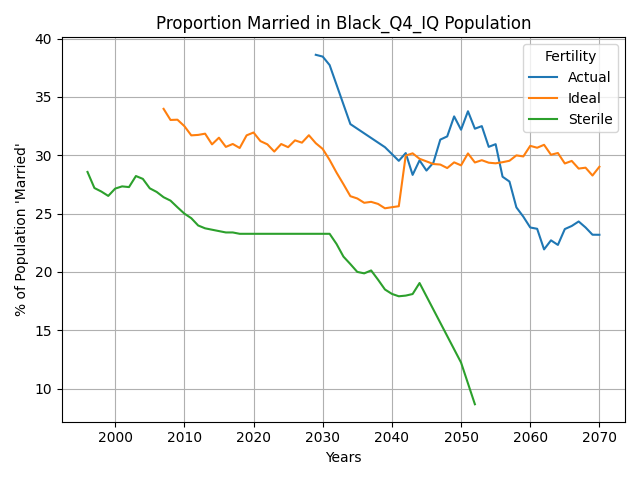 Proportion Married in Black_Q4_IQ Population
% of Population 'Married'
40
35
30
25
20
15
10
Fertility
Actual
Ideal
Sterile
2000 2010 2020 2030 2040 2050 2060 2070
Years